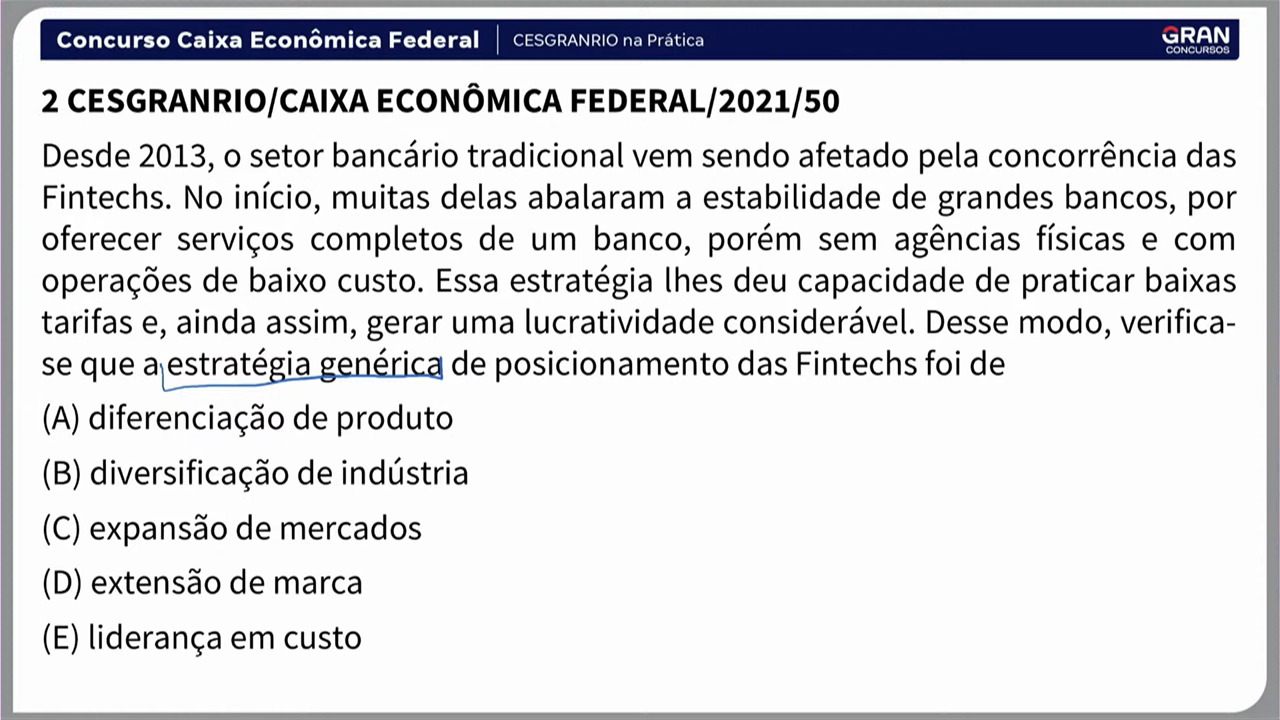 Concurso Caixa Econômica Federal | CESGRANRIO na Prática
GRAN
CONCURSOS
2 CESGRANRIO/CAIXA ECONÔMICA FEDERAL/2021/50
Desde 2013, o setor bancário tradicional vem sendo afetado pela concorrência das
Fintechs. No início, muitas delas abalaram a estabilidade de grandes bancos, por
oferecer serviços completos de um banco, porém sem agências físicas e com
operações de baixo custo. Essa estratégia lhes deu capacidade de praticar baixas
tarifas e, ainda assim, gerar uma lucratividade considerável. Desse modo, verifica-
se que a estratégia genérica de posicionamento das Fintechs foi de
(A) diferenciação de produto
(B) diversificação de indústria
(C) expansão de mercados
(D) extensão de marca
(E) liderança em custo